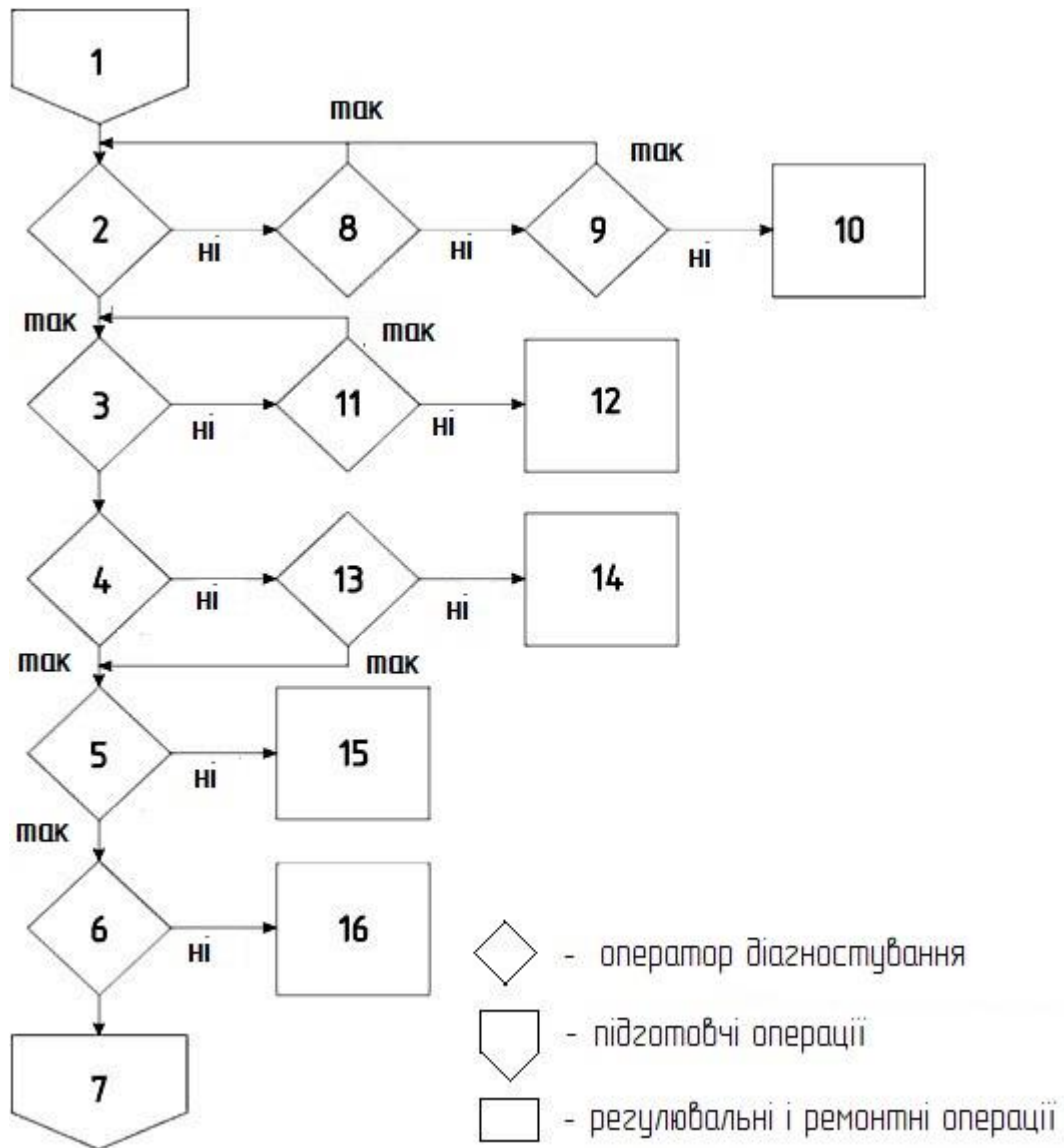 1
так
так
2
ні
8
ні
9
ні
10
так
так
3
ні
11
ні
12
4
ні
13
ні
14
так
так
5
ні
15
так
6
ні
16
- оператор діагностування
- підготовчі операції
7
- регулювальні і ремонтні операції